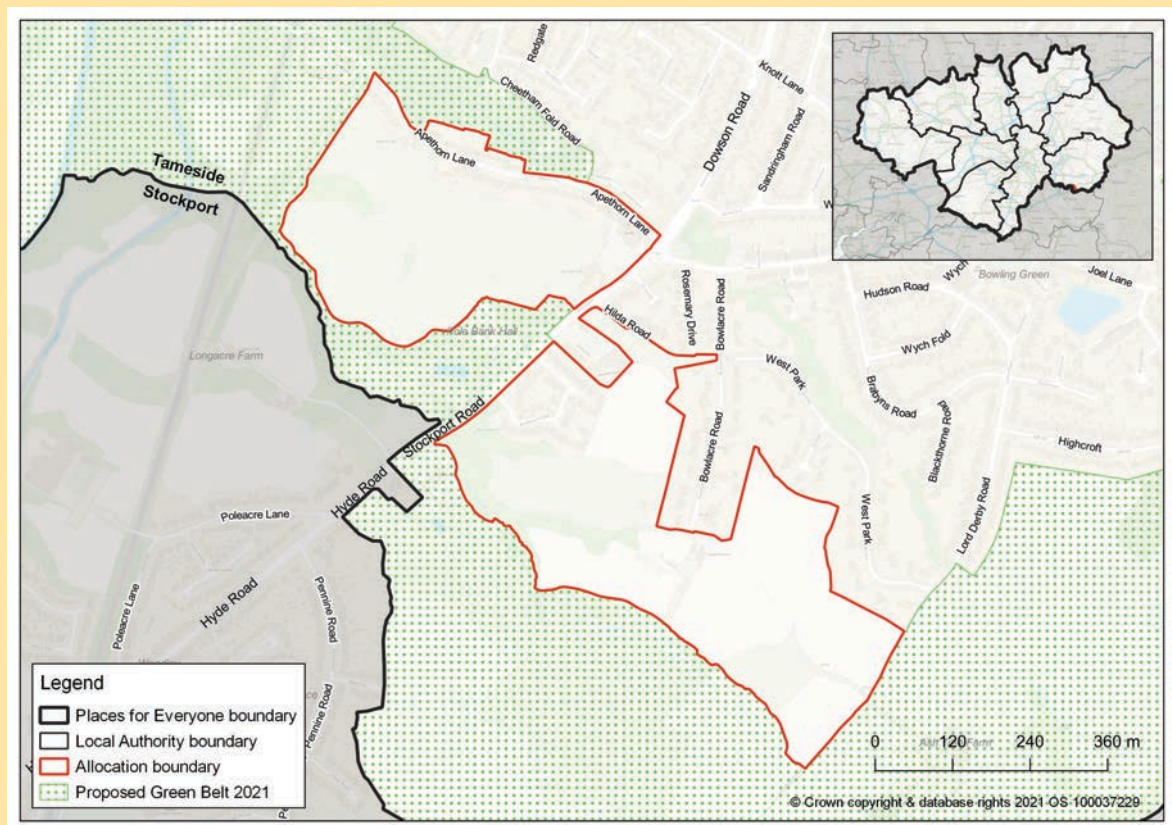 Redgate
Cheetham Fold Road
Knott Lane
Dowson Road
Sandringham Road
Apethorn Lane
Apethorn Lane
Tameside
Stockport
W
Wych
Bowling Green
Joel Lane
Hudson Road
Rosemary Drive
Bowlacre Road
Hilda Road
Wych Fold
West Park
Brabyns Road
Blackthorne Road
Highcroft
Longacre Farm
Pole Bank Hall
Stockport Road
Bowlacre Road
West Park
Lord Derby Road
Hyde Road
Poleacre Lane
Hyde Road
Pennine Road
Poleacre Lane
Woodley
Pennine Road
Legend
Places for Everyone boundary
Local Authority boundary
Allocation boundary
Proposed Green Belt 2021
0 120 240 360 m
© Crown copyright & database rights 2021 OS 100037229